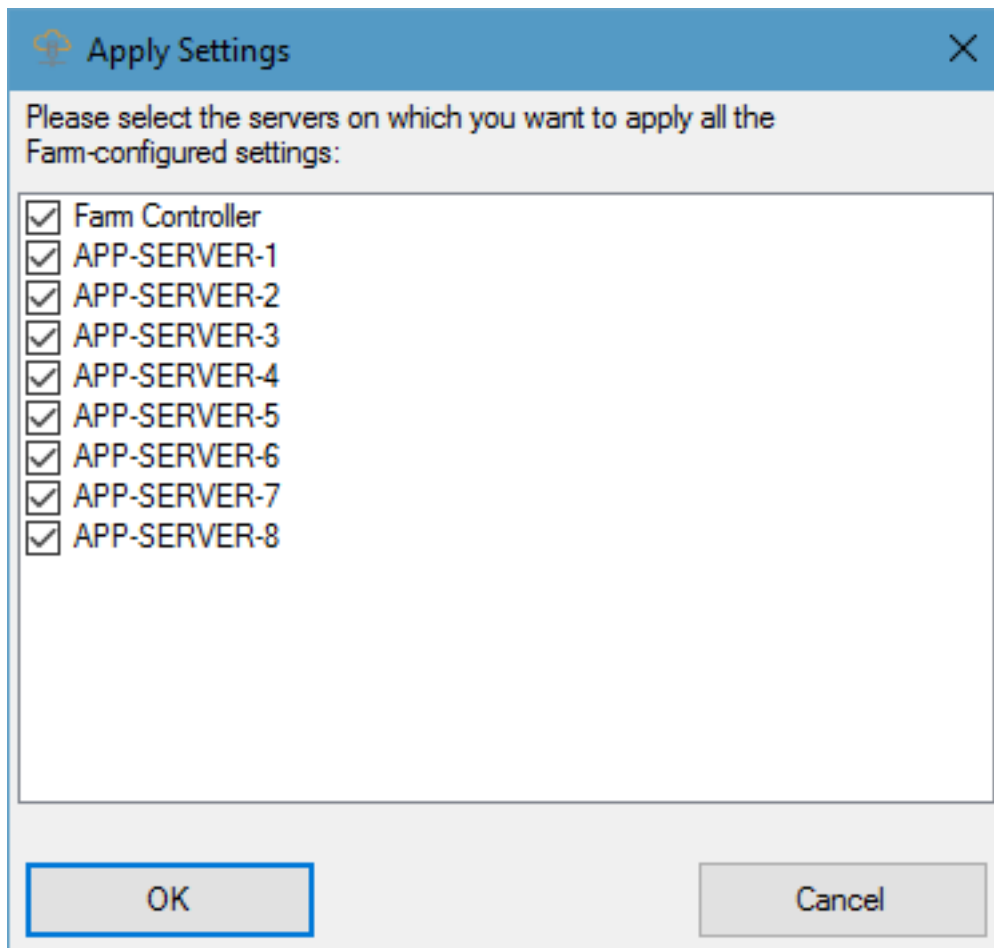 Apply Settings
Please select the servers on which you want to apply all the
Farm-configured settings:
Farm Controller
APP-SERVER-1
APP-SERVER-2
APP-SERVER-3
APP-SERVER-4
APP-SERVER-5
APP-SERVER-6
APP-SERVER-7
APP-SERVER-8
OK
Cancel